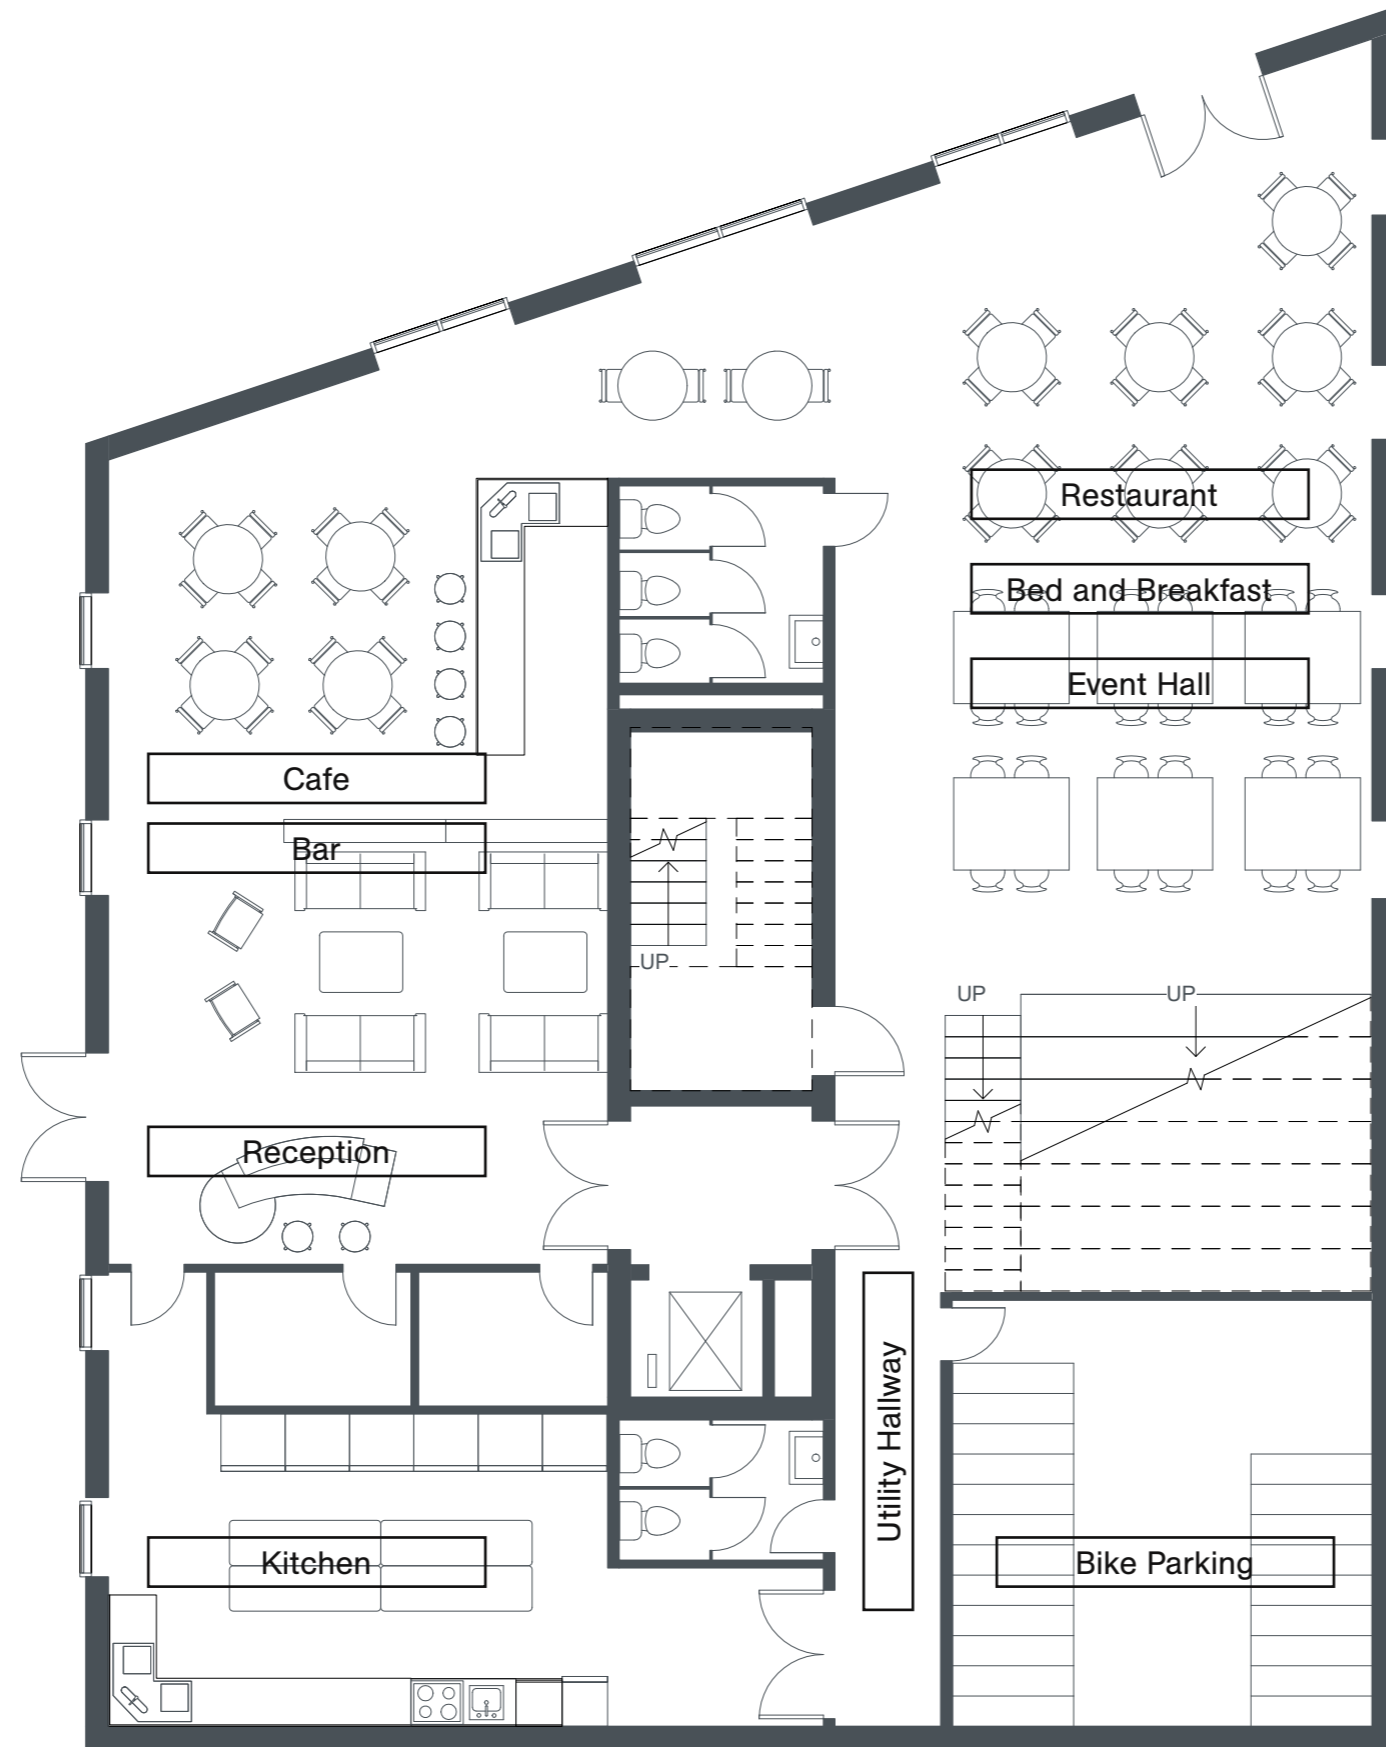 Restaurant
Bed and Breakfast
Event Hall
Cafe
Bar
UP
UP
UP
Reception
Utility Hallway
Kitchen
Bike Parking